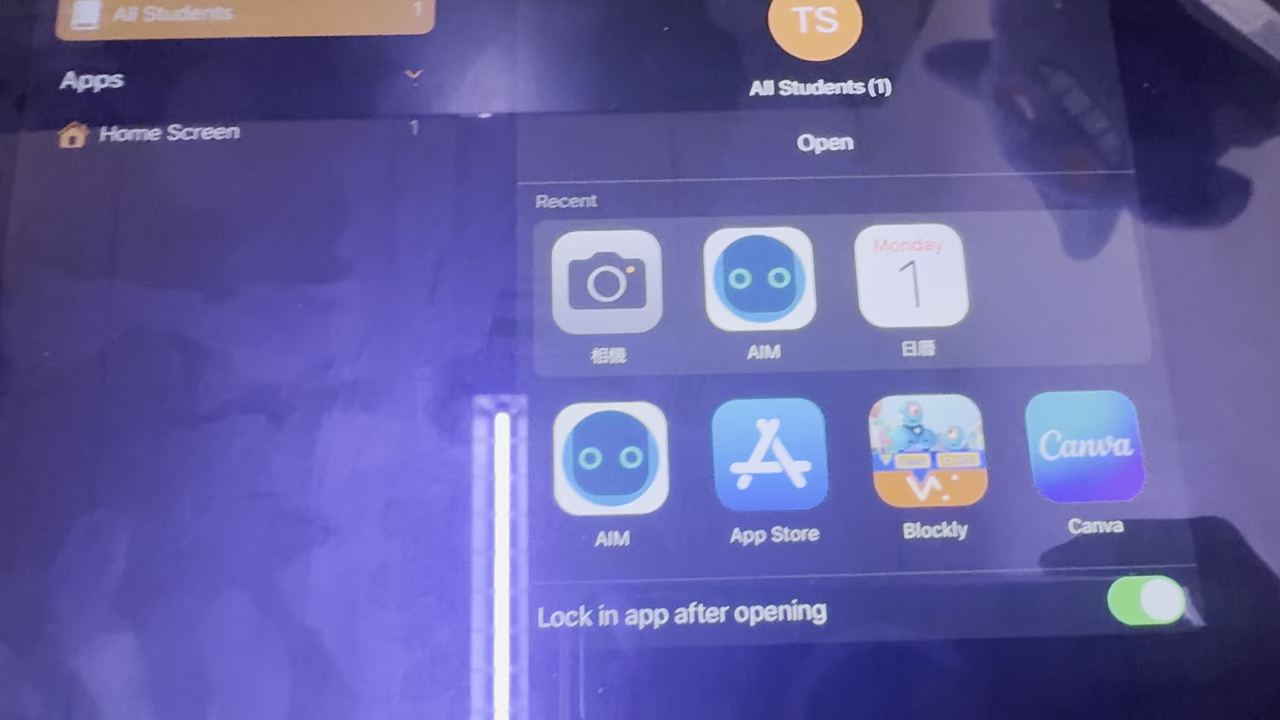 All Students 1
TS
All Students (1)
Apps
Home Screen 1
Open
Recent
Monday
1
相機
AIM
日曆
Canva
AIM
App Store
Blockly
Canva
Lock in app after opening